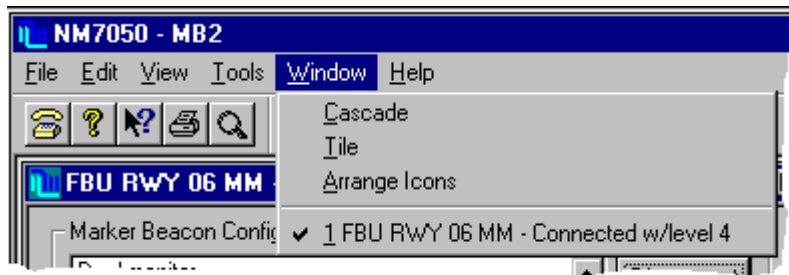 NM7050 - MB2
File Edit View Tools Window Help
Cascade
Tile
Arrange Icons
FBU RWY 06 MM -
Marker Beacon Config
✔ 1 FBU RWY 06 MM - Connected w/level 4